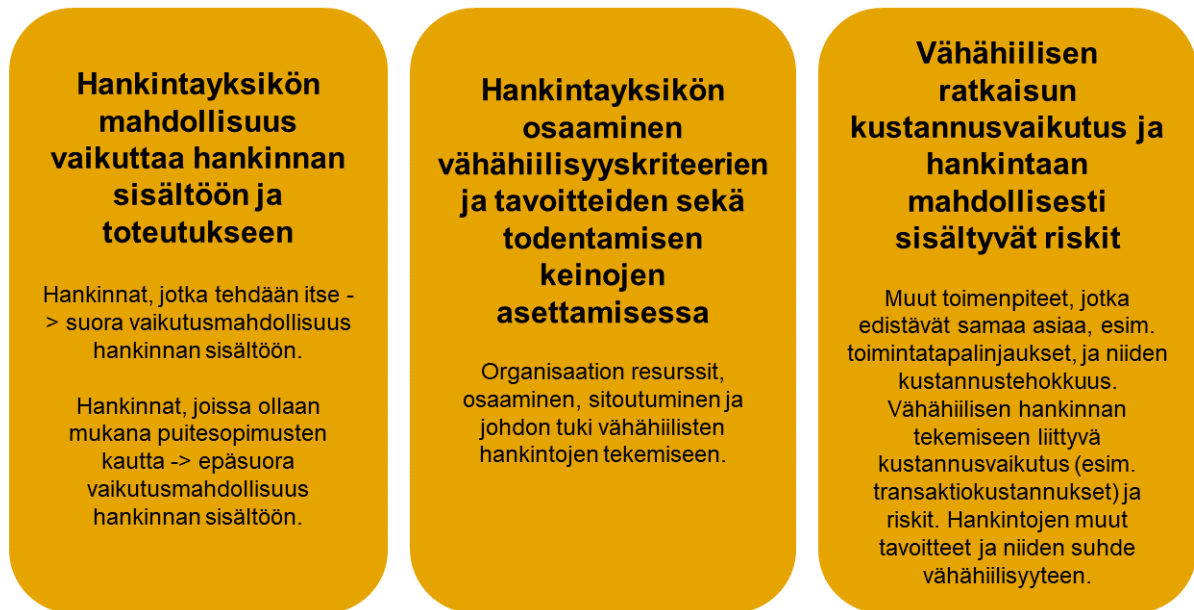 Hankintayksikön
mahdollisuus
vaikuttaa hankinnan
sisältöön ja
toteutukseen
Hankinnat, jotka tehdään itse -
> suora vaikutusmahdollisuus
hankinnan sisältöön.
Hankinnat, joissa ollaan
mukana puitesopimusten
kautta -> epäsuora
vaikutusmahdollisuus
hankinnan sisältöön.
Hankintayksikön
osaaminen
vähähiilisyyskriteerien
ja tavoitteiden sekä
todentamisen
keinojen
asettamisessa
Organisaation resurssit,
osaaminen, sitoutuminen ja
johdon tuki vähähiilisten
hankintojen tekemiseen.
Vähähiilisen
ratkaisun
kustannusvaikutus ja
hankintaan
mahdollisesti
sisältyvät riskit
Muut toimenpiteet, jotka
edistävät samaa asiaa, esim.
toimintatapalinjaukset, ja niiden
kustannustehokkuus.
Vähähiilisen hankinnan
tekemiseen liittyvä
kustannusvaikutus (esim.
transaktiokustannukset) ja
riskit. Hankintojen muut
tavoitteet ja niiden suhde
vähähiilisyyteen.